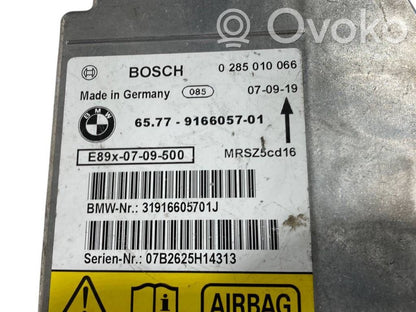 Ovoko
BOSCH 0 285 010 066
Made in Germany 085 07-09-19
BMW
65.77 - 9166057-01
E89x-07-09-500 MRSZ5cd16
BMW-Nr.: 31916605701J
Serien-Nr.: 07B2625H14313
AIRBAG